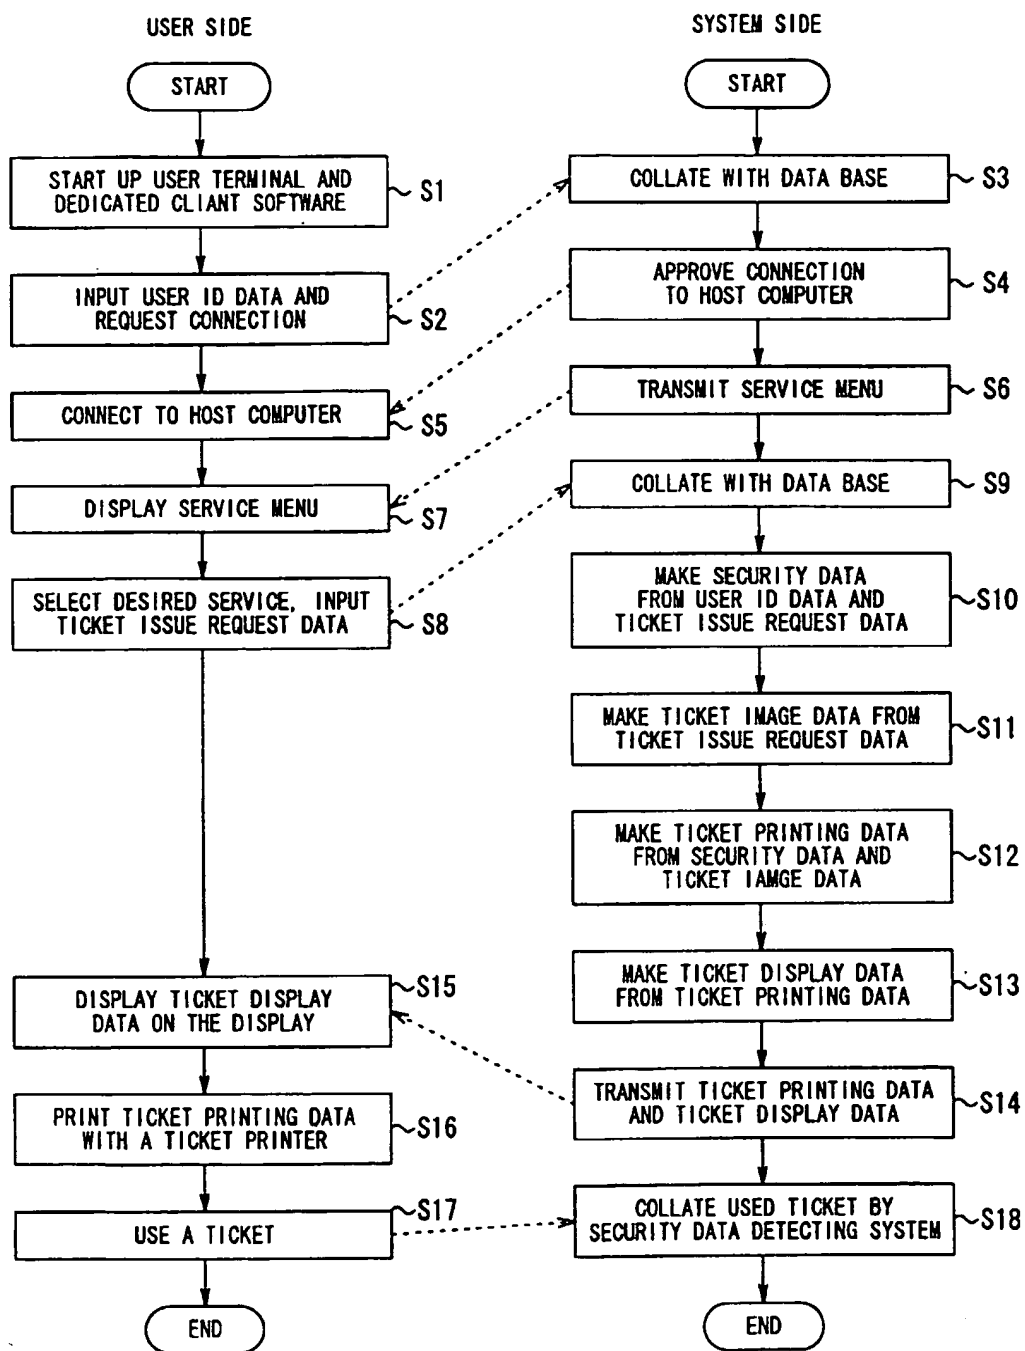 USER SIDE
START
START UP USER TERMINAL AND
DEDICATED CLIANT SOFTWARE
S1
INPUT USER ID DATA AND
REQUEST CONNECTION
S2
CONNECT TO HOST COMPUTER
S5
DISPLAY SERVICE MENU
S7
SELECT DESIRED SERVICE, INPUT
TICKET ISSUE REQUEST DATA
S8
DISPLAY TICKET DISPLAY
DATA ON THE DISPLAY
S15
PRINT TICKET PRINTING DATA
WITH A TICKET PRINTER
S16
USE A TICKET
S17
END
SYSTEM SIDE
START
COLLATE WITH DATA BASE
S3
APPROVE CONNECTION
TO HOST COMPUTER
S4
TRANSMIT SERVICE MENU
S6
COLLATE WITH DATA BASE
S9
MAKE SECURITY DATA
FROM USER ID DATA AND
TICKET ISSUE REQUEST DATA
S10
MAKE TICKET IMAGE DATA FROM
TICKET ISSUE REQUEST DATA
S11
MAKE TICKET PRINTING DATA
FROM SECURITY DATA AND
TICKET IAMGE DATA
S12
MAKE TICKET DISPLAY DATA
FROM TICKET PRINTING DATA
S13
TRANSMIT TICKET PRINTING DATA
AND TICKET DISPLAY DATA
S14
COLLATE USED TICKET BY
SECURITY DATA DETECTING SYSTEM
S18
END